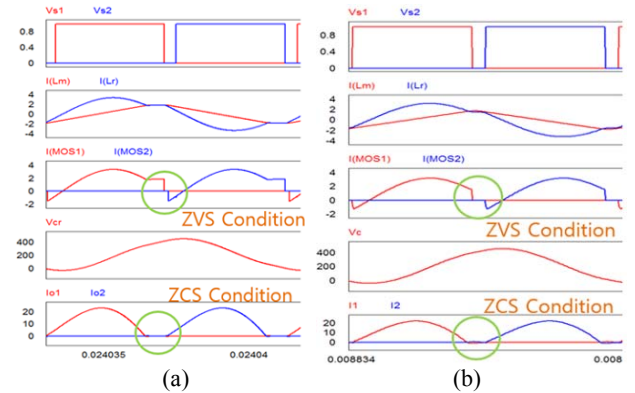 (a)
Vs1 Vs2
0.8
0.4
0
I(Lm) I(Lr)
4
2
0
-2
-4
I(MOS1) I(MOS2)
4
2
0
-2
ZVS Condition
Vcr
400
200
0
ZCS Condition
Io1 Io2
20
10
0
0.024035 0.02404
(a)
(b)
Vs1 Vs2
0.8
0.4
0
I(Lm) I(Lr)
4
2
0
-2
-4
I(MOS1) I(MOS2)
4
2
0
-2
ZVS Condition
Vc
400
200
0
ZCS Condition
I1 I2
20
10
0
0.008834 0.008
(b)